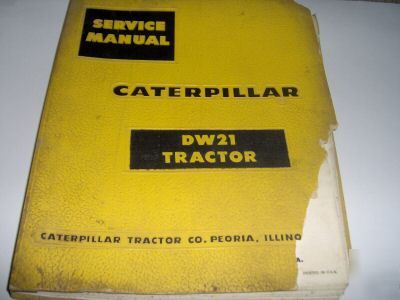 SERVICE
MANUAL
CATERPILLAR
DW21
TRACTOR
CATERPILLAR TRACTOR CO. PEORIA, ILLINO
A.